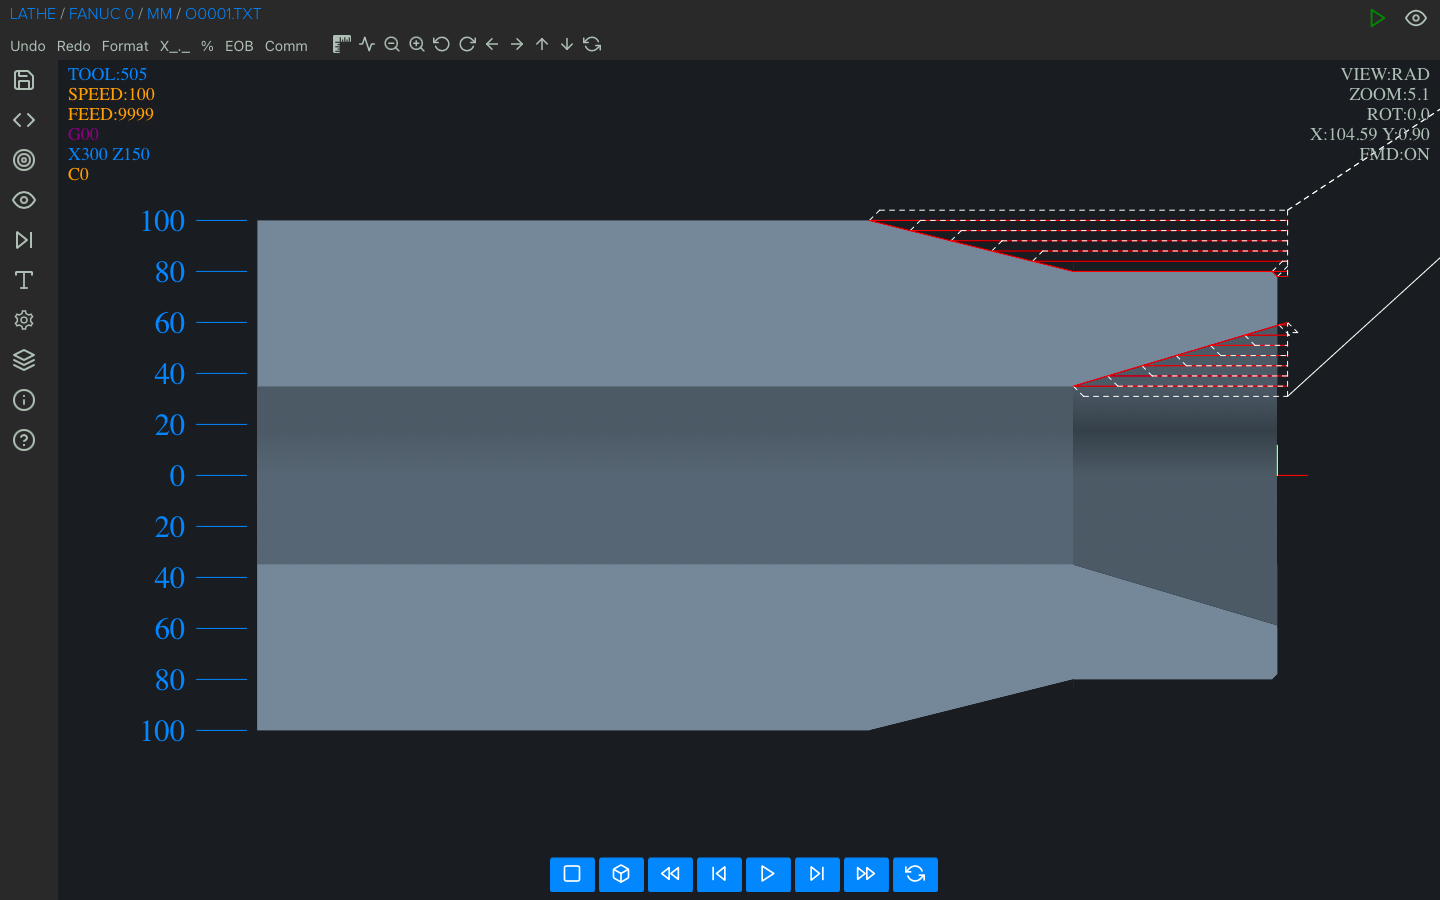 LATHE / FANUC 0 / MM / O0001.TXT
Undo Redo Format X_._ % EOB Comm
TOOL:505
SPEED:100
FEED:9999
G00
X300 Z150
C0
VIEW:RAD
ZOOM:5.1
ROT:0.0
X:104.59 Y:0.90
FMD:ON
100
80
60
40
20
0
20
40
60
80
100